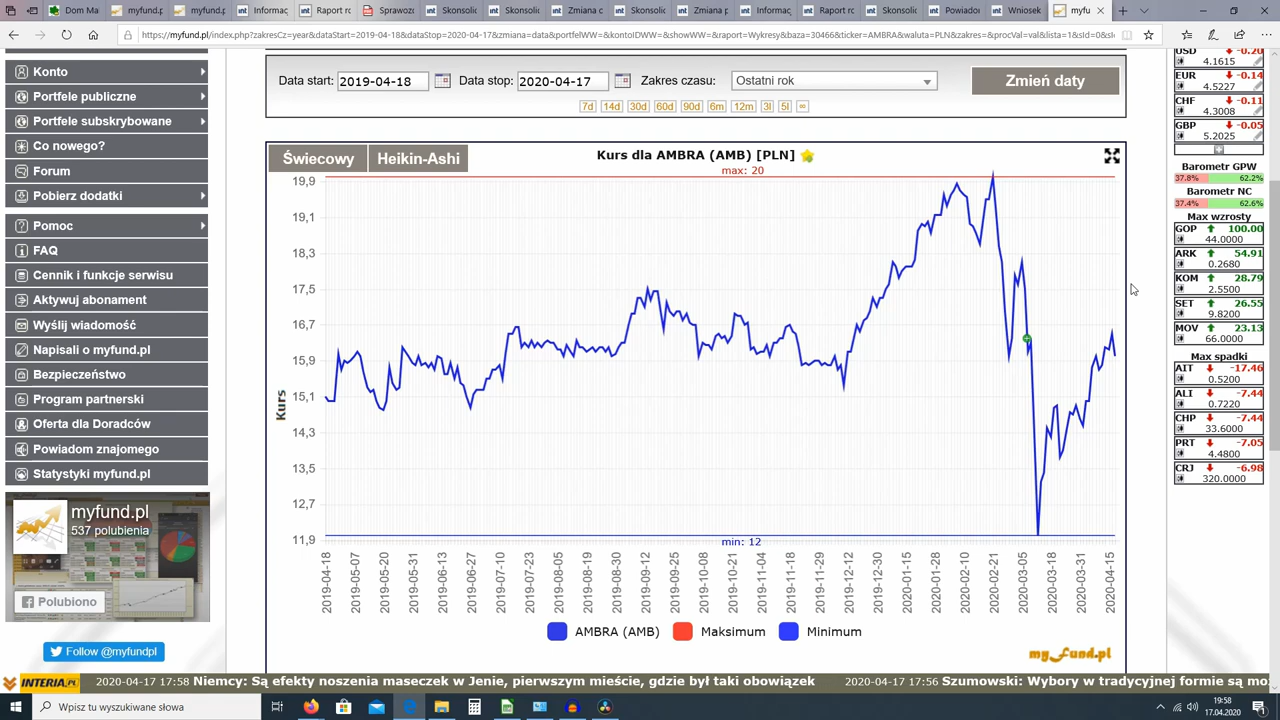 Dom Ma
myfund.p
myfund.p
Informac
Raport ro
Sprawoz
Skonsolic
Skonsolic
Zmiana c
Skonsolic
Zmiana p
Informac
Raport ro
Skonsolic
Powiador
Wniosek
myfu
https://myfund.pl/index.php?zakresCz=year&dataStart=2019-04-18&dataStop=2020-04-17&zmiana=data&portfelWW=&kontoIDWW=&showWW=&raport=Wykresy&baza=30466&ticker=AMBRA&waluta=PLN&zakres=&procVal=val&lista=1&sId=0&sIc
Konto
Portfele publiczne
Portfele subskrybowane
Co nowego?
Forum
Pobierz dodatki
Pomoc
FAQ
Cennik i funkcje serwisu
Aktywuj abonament
Wyślij wiadomość
Napisali o myfund.pl
Bezpieczeństwo
Program partnerski
Oferta dla Doradców
Powiadom znajomego
Statystyki myfund.pl
myfund.pl
537 polubienia
Polubiono
Follow @myfundpl
Data start: 2019-04-18 Data stop: 2020-04-17 Zakres czasu: Ostatni rok Zmień daty
7d 14d 30d 60d 90d 6m 12m 3l 5l ∞
Świecowy Heikin-Ashi
Kurs dla AMBRA (AMB) [PLN]
max: 20
19,9
19,1
18,3
17,5
16,7
15,9
15,1
14,3
13,5
12,7
11,9
Kurs
min: 12
2019-04-18
2019-05-07
2019-05-20
2019-05-31
2019-06-13
2019-06-27
2019-07-10
2019-07-23
2019-08-05
2019-08-19
2019-08-30
2019-09-12
2019-09-25
2019-10-08
2019-10-21
2019-11-04
2019-11-18
2019-11-29
2019-12-12
2019-12-30
2020-01-15
2020-01-28
2020-02-10
2020-02-21
2020-03-05
2020-03-18
2020-03-31
2020-04-15
AMBRA (AMB) Maksimum Minimum
myfund.pl
USD -0.20
4.1615
EUR -0.14
4.5227
CHF -0.11
4.3008
GBP -0.05
5.2025
Barometr GPW
37.8% 62.2%
Barometr NC
37.4% 62.6%
Max wzrosty
GOP 100.00
44.0000
ARK 54.91
0.2680
KOM 28.79
2.5500
SET 26.55
9.8200
MOV 23.13
66.0000
Max spadki
AIT -17.46
0.5200
ALI -7.44
0.7220
CHP -7.44
33.6000
PRT -7.05
4.4800
CRJ -6.98
320.0000
INTERIA.PL 2020-04-17 17:58 Niemcy: Są efekty noszenia maseczek w Jenie, pierwszym mieście, gdzie był taki obowiązek 2020-04-17 17:56 Szumowski: Wybory w tradycyjnej formie są mo
Wpisz tu wyszukiwane słowa
19:58
17.04.2020
1